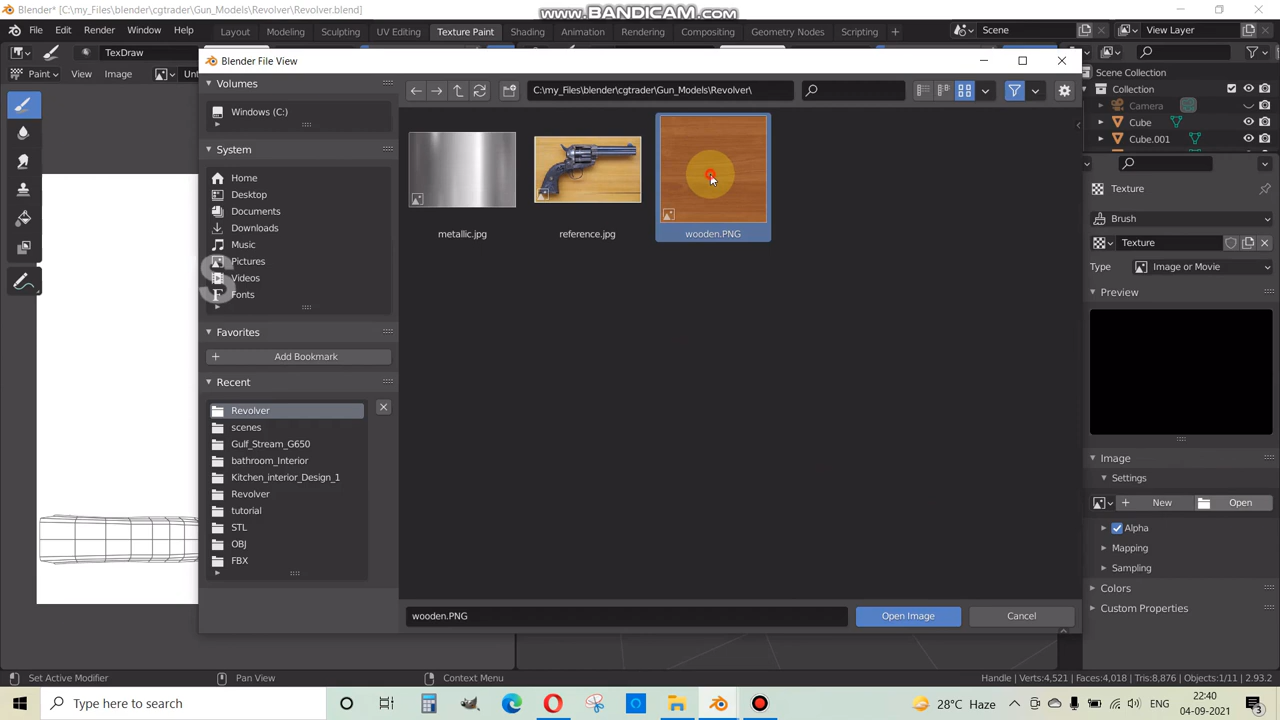 Blender* [C:\my_Files\blender\cgtrader\Gun_Models\Revolver\Revolver.blend]
www.BANDICAM.com
File Render Window Help Layout Modeling Sculpting UV Editing Texture Paint Shading Animation Rendering Compositing Geometry Nodes Scripting + Scene View Layer
TexDraw
Paint View Image
Scene Collection
Collection
Camera
Cube
Cube.001
Blender File View
Volumes
Windows (C:)
System
Home
Desktop
Documents
Downloads
Music
Pictures
Videos
Fonts
Favorites
+ Add Bookmark
Recent
Revolver
scenes
Gulf_Stream_G650
bathroom_Interior
Kitchen_interior_Design_1
Revolver
tutorial
STL
OBJ
FBX
C:\my_Files\blender\cgtrader\Gun_Models\Revolver\
metallic.jpg reference.jpg wooden.PNG
S
wooden.PNG
Open Image Cancel
Texture
Brush
Texture
Type Image or Movie
Preview
Image
Settings
+ New Open
Alpha
Mapping
Sampling
Colors
Custom Properties
Set Active Modifier Pan View Context Menu Handle | Verts:4,521 | Faces:4,018 | Tris:8,876 | Objects:1/11 | 2.93.2
Type here to search
28°C Haze
ENG
22:40
04-09-2021
3